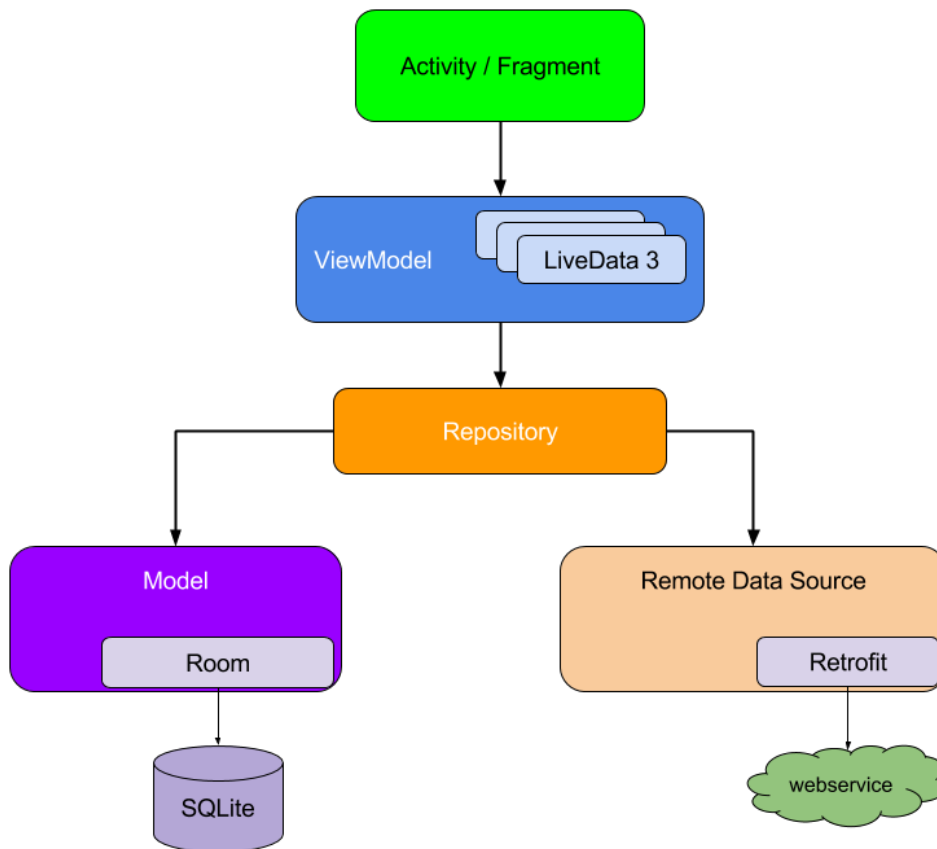 Activity / Fragment
ViewModel
LiveData 3
Repository
Model
Remote Data Source
Room
Retrofit
SQLite
webservice